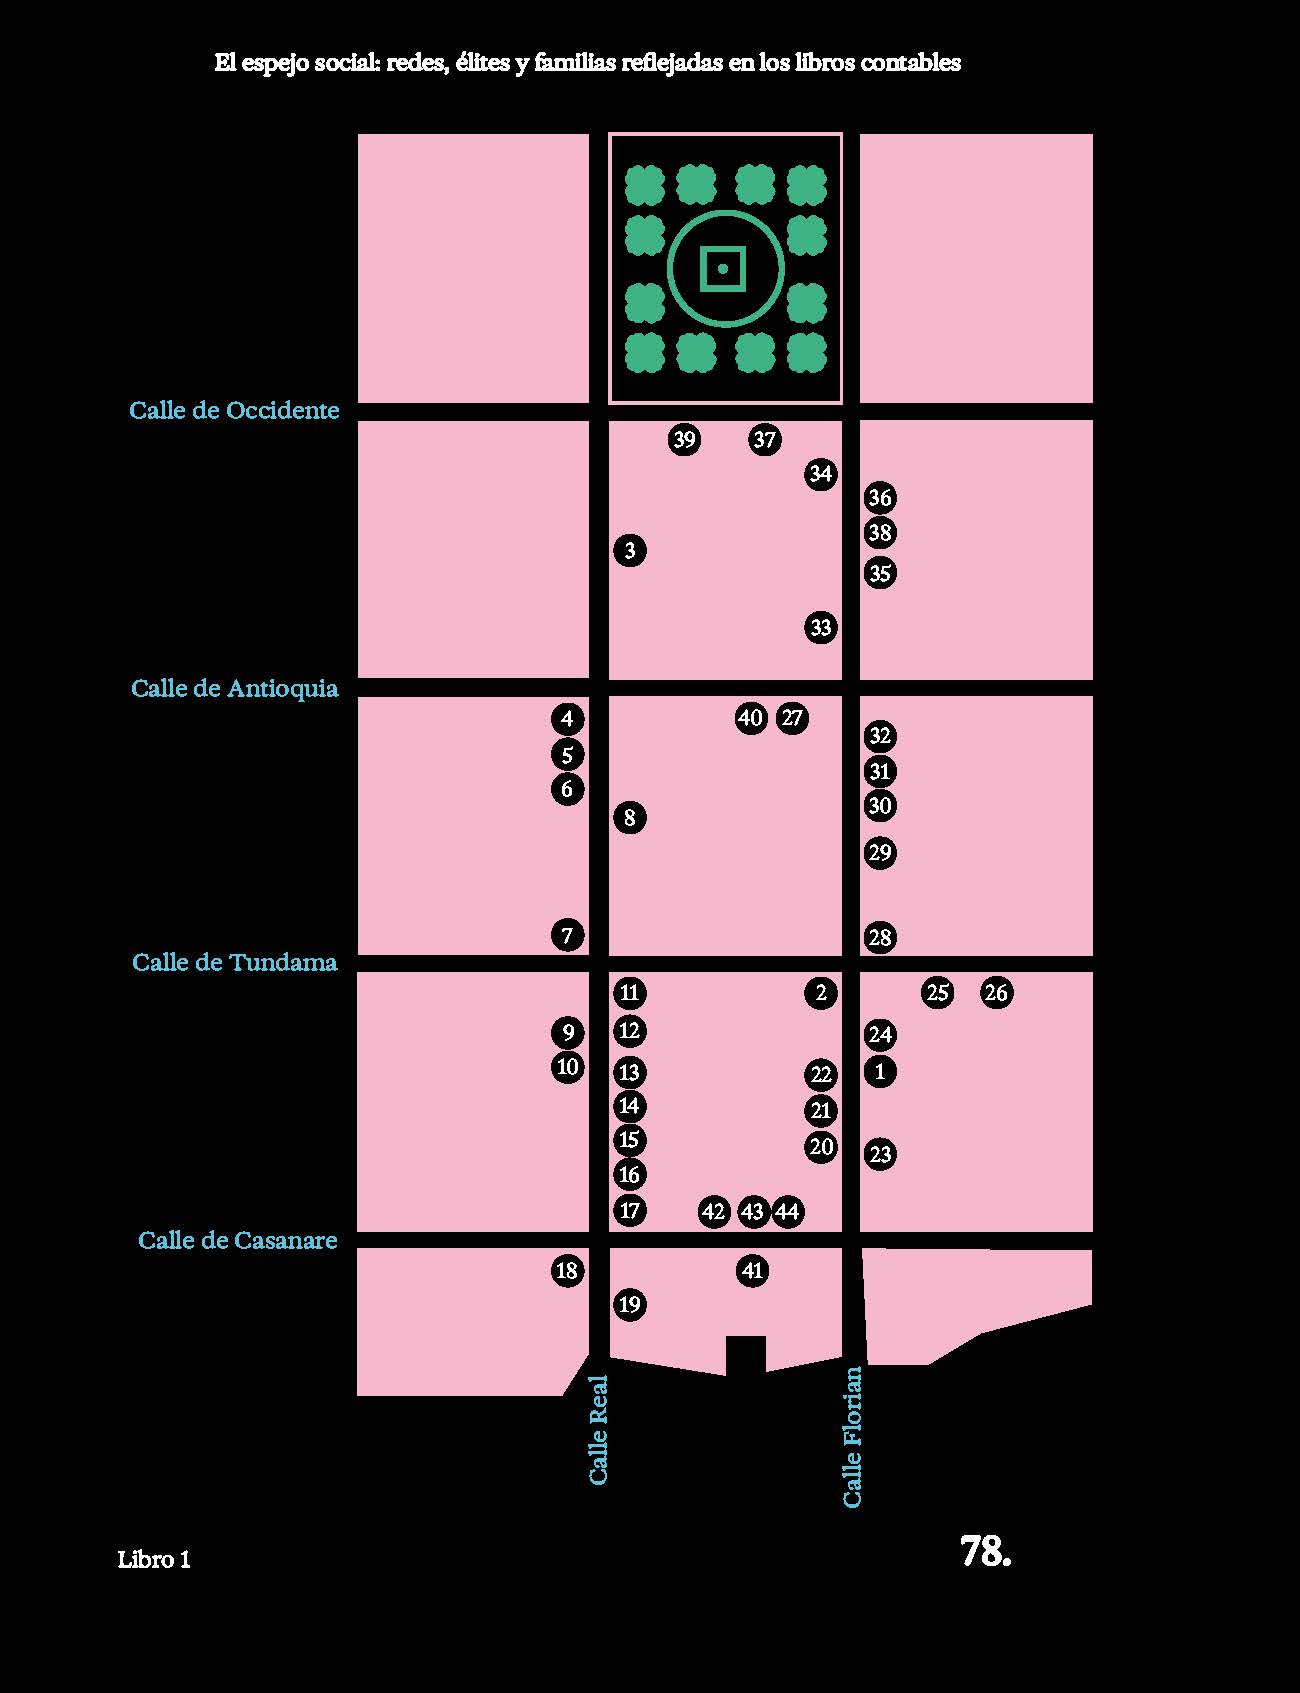 El espejo social: redes, élites y familias reflejadas en los libros contables
Calle de Occidente
39 37
34
36
38
3
35
33
Calle de Antioquia
4 40 27
32
5
31
6
30
8
29
7 28
Calle de Tundama
11 2 25 26
9 12 24
10 13 22 1
14 21
15 20
23
16
17 42 43 44
Calle de Casanare
18 41
19
Calle Real
Calle Florian
Libro 1
78.